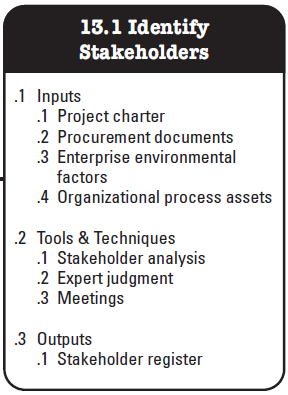 13.1 Identify
Stakeholders
.1 Inputs
.1 Project charter
.2 Procurement documents
.3 Enterprise environmental
factors
.4 Organizational process assets
.2 Tools & Techniques
.1 Stakeholder analysis
.2 Expert judgment
.3 Meetings
.3 Outputs
.1 Stakeholder register